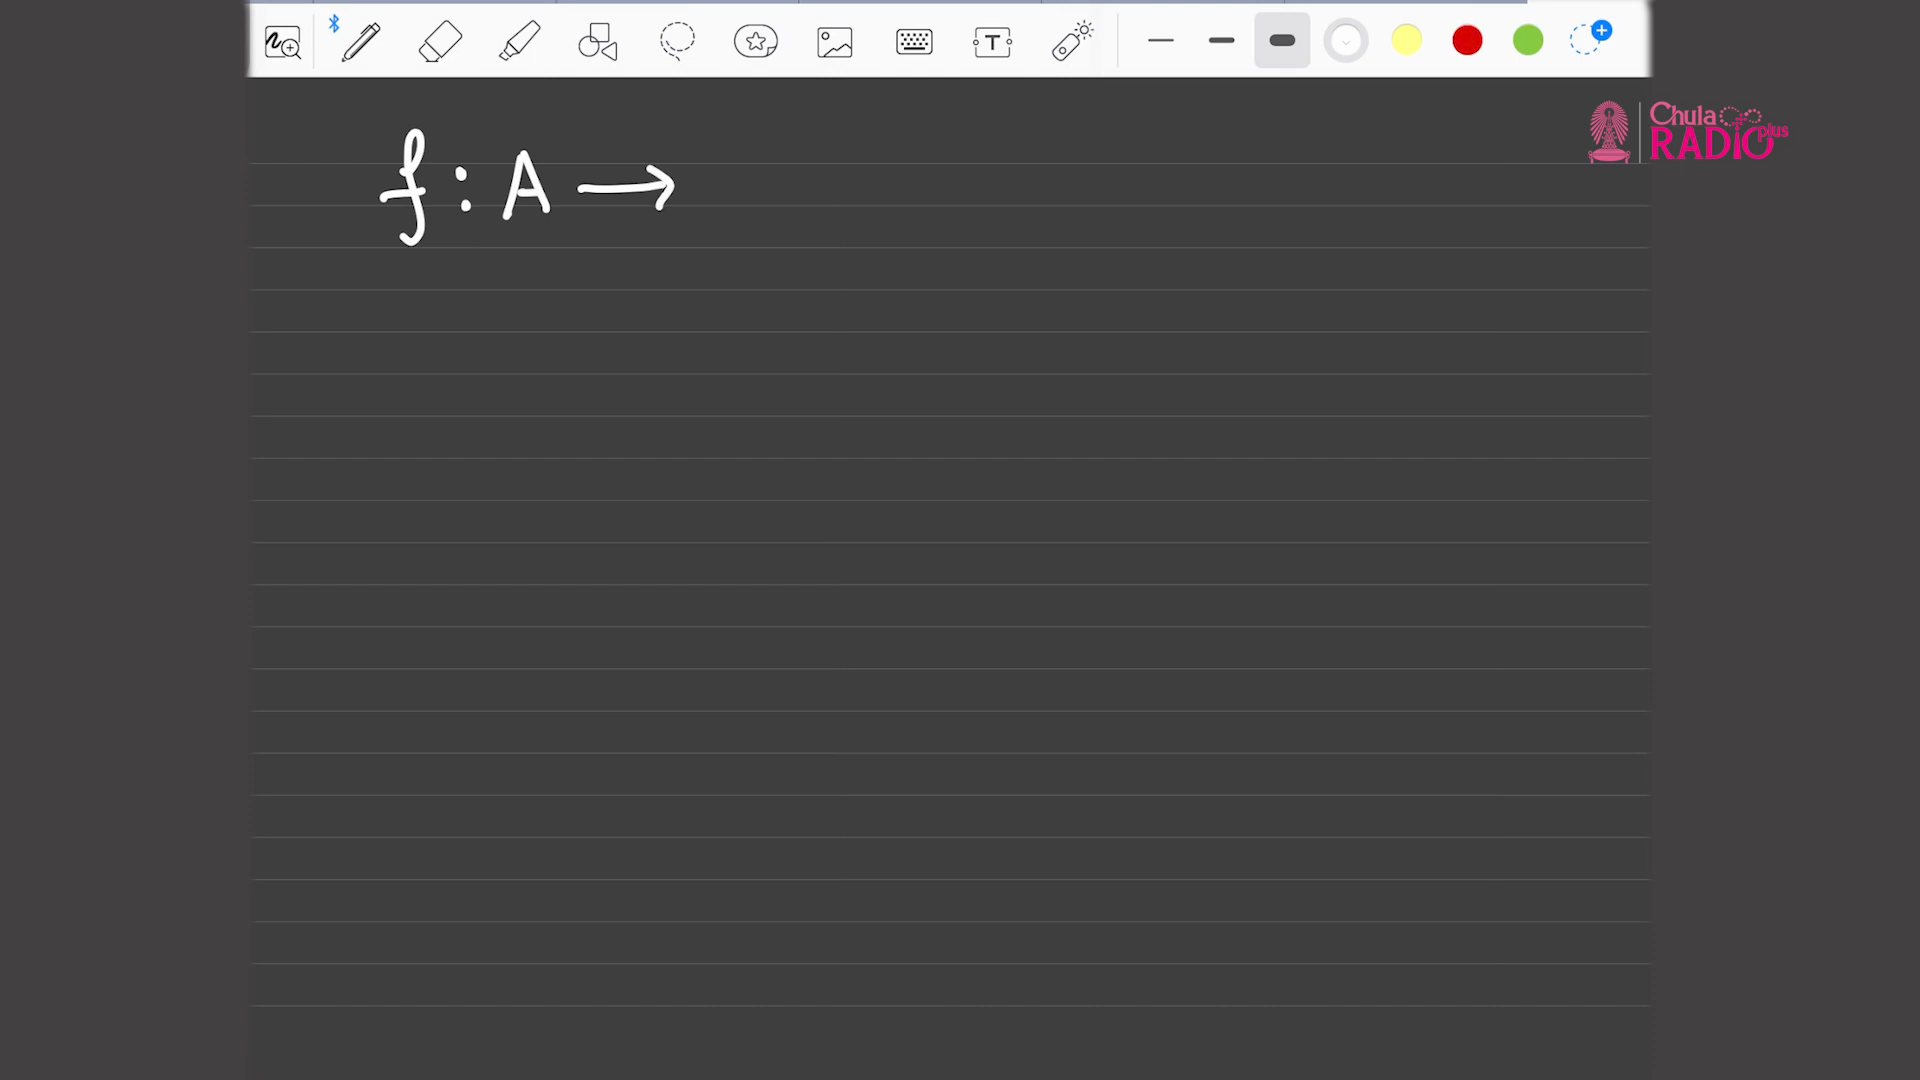 f : A →
Chula
RADIO plus